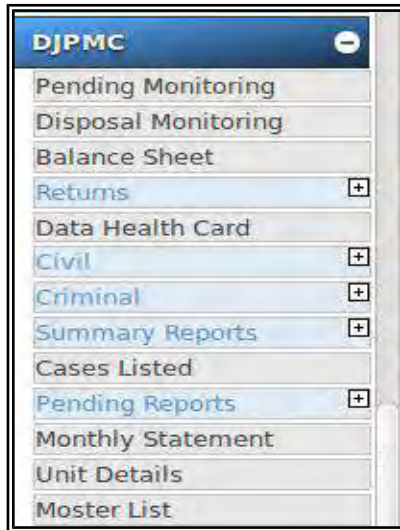 DJPMC
Pending Monitoring
Disposal Monitoring
Balance Sheet
Returns
Data Health Card
Civil
Criminal
Summary Reports
Cases Listed
Pending Reports
Monthly Statement
Unit Details
Moster List